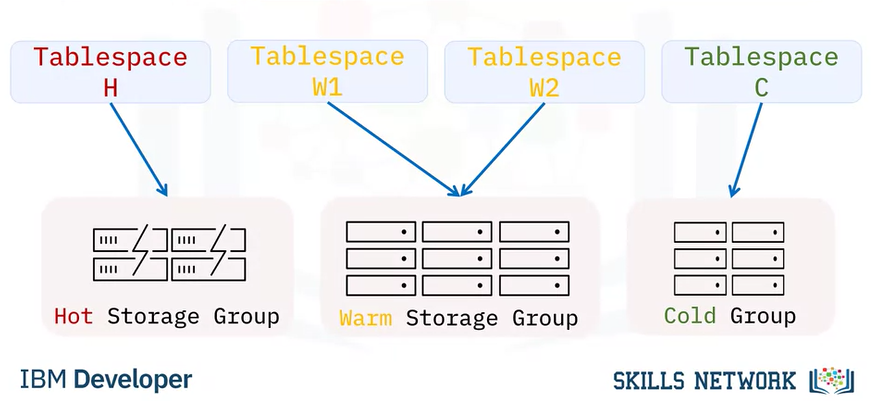 Tablespace
H
Tablespace
W1
Tablespace
W2
Tablespace
C
Hot Storage Group
Warm Storage Group
Cold Group
IBM Developer
SKILLS NETWORK